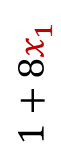 1 + 8x₁